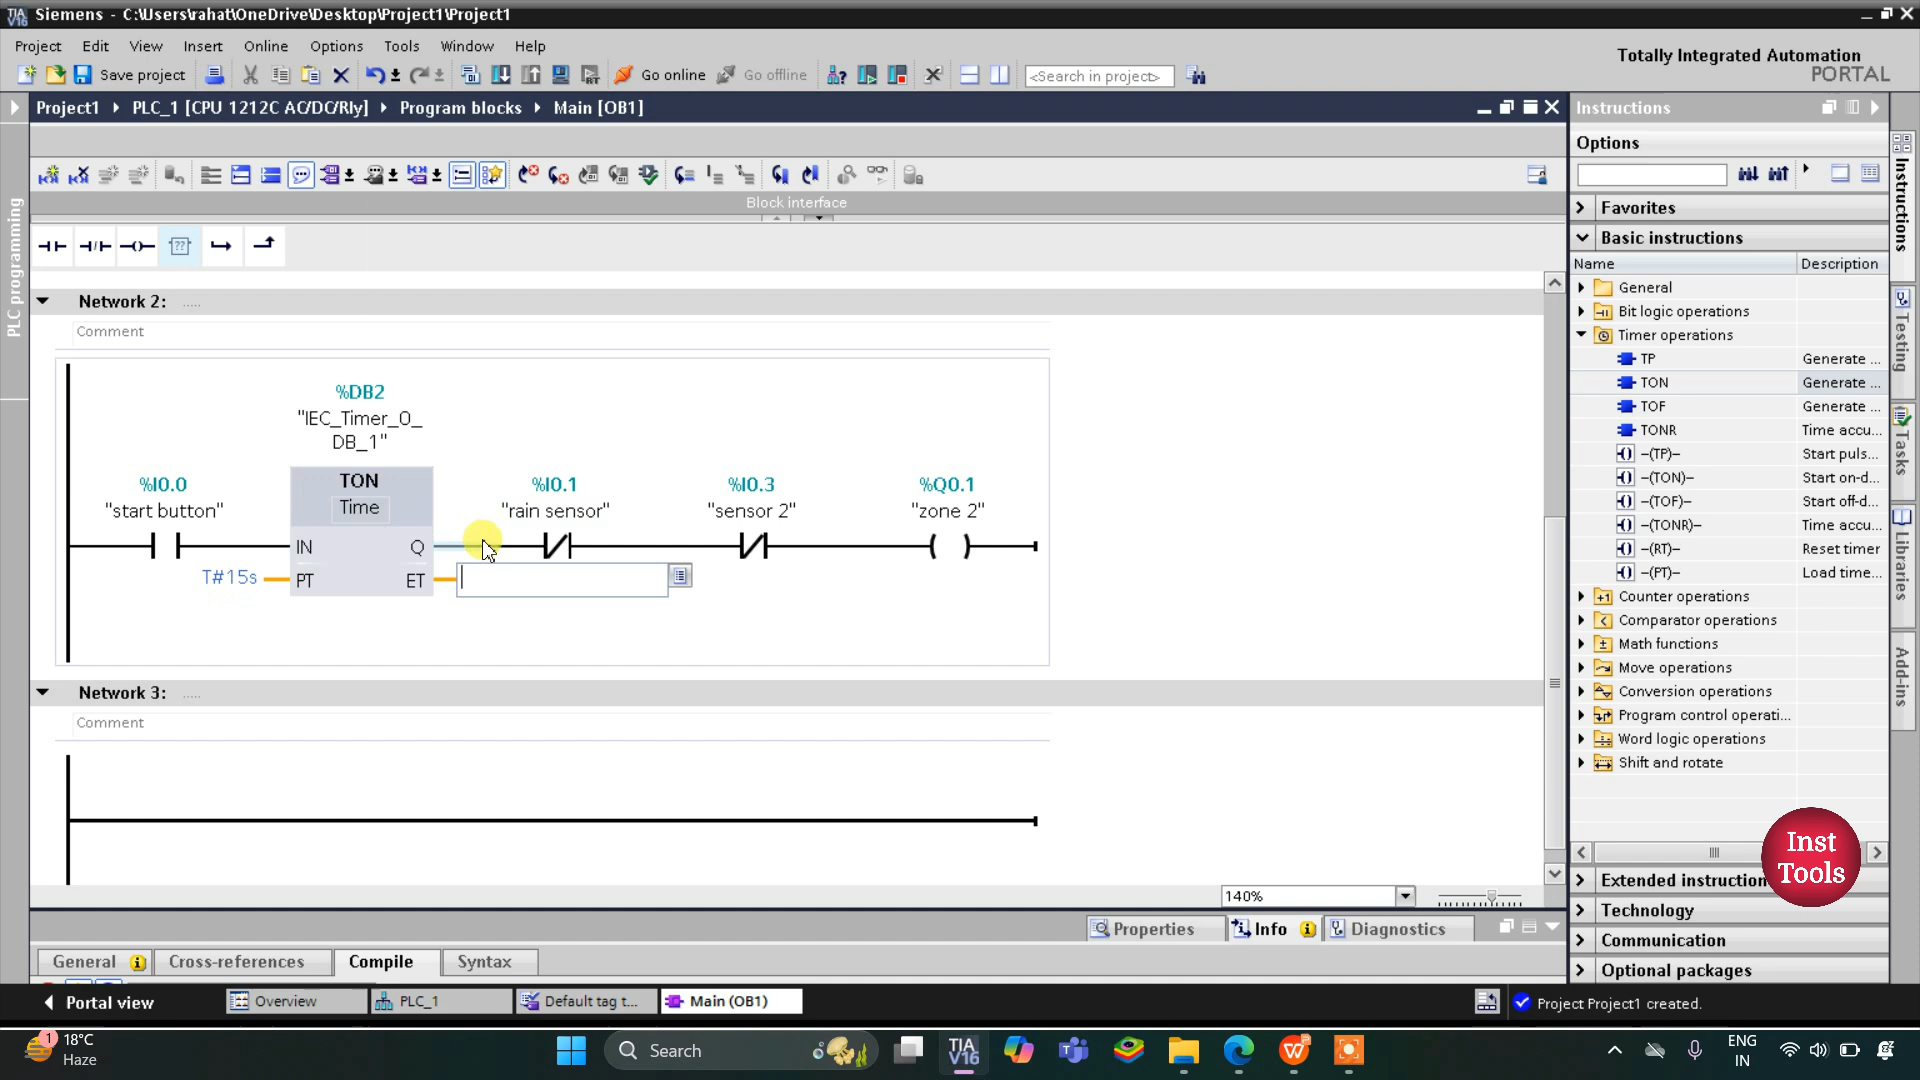 Siemens - C:\Users\rahat\OneDrive\Desktop\Project1\Project1
Project Edit View Insert Online Options Tools Window Help
Totally Integrated Automation
PORTAL
Save project
Go online
Go offline
<Search in project>
Project1 PLC_1 [CPU 1212C AC/DC/Rly] Program blocks Main [OB1]
Instructions
Options
Block interface
??
Favorites
Basic instructions
Name Description
General
Bit logic operations
Timer operations
TP Generate ...
TON Generate ...
TOF Generate ...
TONR Time accu...
-(TP)- Start puls...
-(TON)- Start on-d...
-(TOF)- Start off-d...
-(TONR)- Time accu...
-(RT)- Reset timer
-(PT)- Load time...
Counter operations
Comparator operations
Math functions
Move operations
Conversion operations
Program control operati...
Word logic operations
Shift and rotate
Extended instruction
Technology
Communication
Optional packages
Inst
Tools
PLC programming
Instructions
Testing
Tasks
Libraries
Add-ins
Network 2: .....
Comment
%DB2
"IEC_Timer_0_
DB_1"
%I0.0
"start button"
TON
Time
IN Q
T#15s PT ET
%I0.1
"rain sensor"
%I0.3
"sensor 2"
%Q0.1
"zone 2"
Network 3: .....
Comment
140%
Properties Info Diagnostics
General Cross-references Compile Syntax
Portal view Overview PLC_1 Default tag t... Main (OB1)
Project Project1 created.
1
18°C
Haze
Search
TIA
V16
ENG
IN